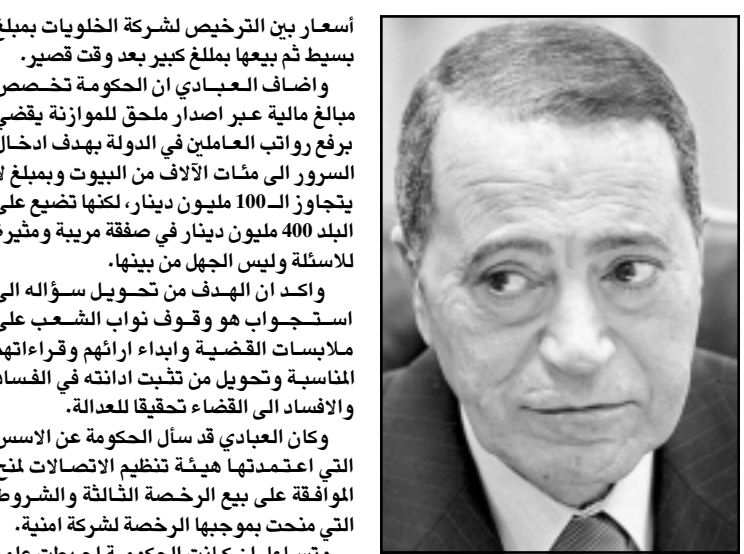 أسعار بين الترخيص لشركة الخلويات بمبلغ
بسيط ثم بيعها بمللغ كبير بعد وقت قصير.
واضاف العبادي ان الحكومة تخصص
مبالغ مالية عبر اصدار ملحق للموازنة يقضي
برفع رواتب العاملين في الدولة بهدف ادخال
السرور الى مئات الآلاف من البيوت وبمبلغ لا
يتجاوز الـ 100 مليون دينار، لكنها تضيع على
البلد 400 مليون دينار في صفقة مريبة ومثيرة
للاسئلة وليس الجهل من بينها.
واكد ان الهدف من تحويل سؤاله الى
استجواب هو وقوف نواب الشعب على
ملابسات القضية وابداء ارائهم وقراءاتهم
المناسبة وتحويل من تثبت ادانته في الفساد
والافساد الى القضاء تحقيقا للعدالة.
وكان العبادي قد سأل الحكومة عن الاسس
التي اعتمدتها هيئة تنظيم الاتصالات لمنح
الموافقة على بيع الرخصة الثالثة والشروط
التي منحت بموجبها الرخصة لشركة امنية.